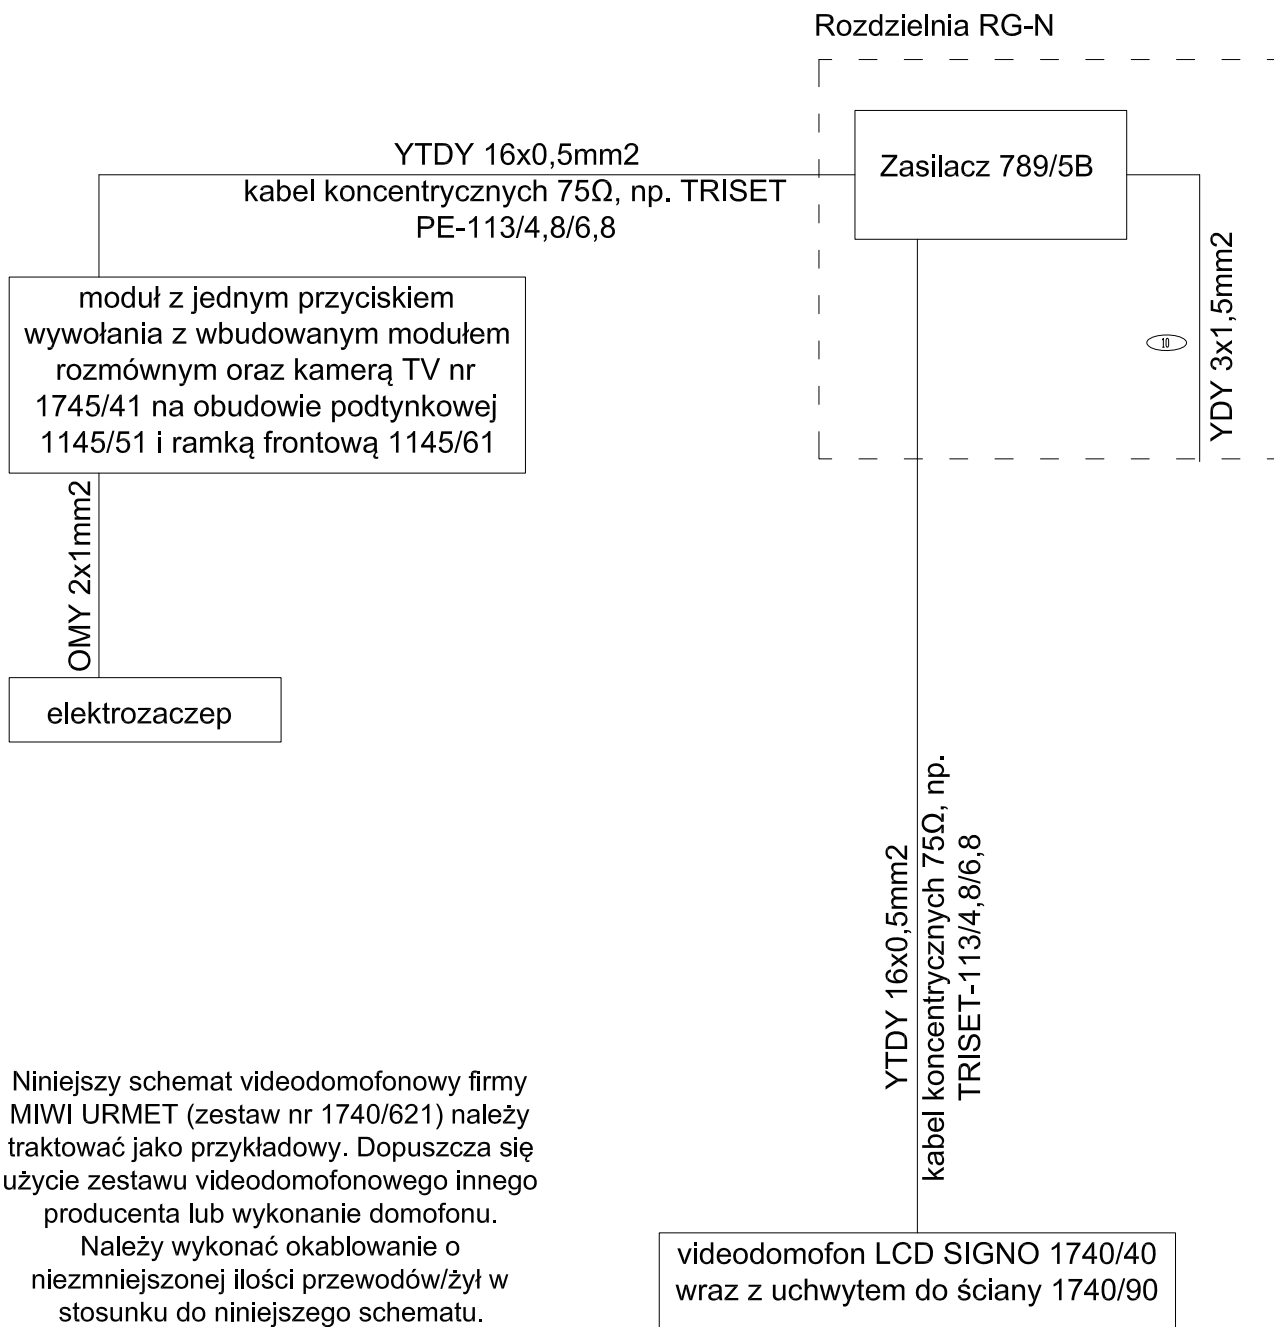 Rozdzielnia RG-N
YTDY 16x0,5mm2
kabel koncentrycznych 75Ω, np. TRISET
PE-113/4,8/6,8
Zasilacz 789/5B
YDY 3x1,5mm2
10
moduł z jednym przyciskiem
wywołania z wbudowanym modułem
rozmównym oraz kamerą TV nr
1745/41 na obudowie podtynkowej
1145/51 i ramką frontową 1145/61
OMY 2x1mm2
elektrozaczep
YTDY 16x0,5mm2
kabel koncentrycznych 75Ω, np.
TRISET-113/4,8/6,8
Niniejszy schemat videodomofonowy firmy
MIWI URMET (zestaw nr 1740/621) należy
traktować jako przykładowy. Dopuszcza się
użycie zestawu videodomofonowego innego
producenta lub wykonanie domofonu.
Należy wykonać okablowanie o
niezmniejszonej ilości przewodów/żył w
stosunku do niniejszego schematu.
videodomofon LCD SIGNO 1740/40
wraz z uchwytem do ściany 1740/90